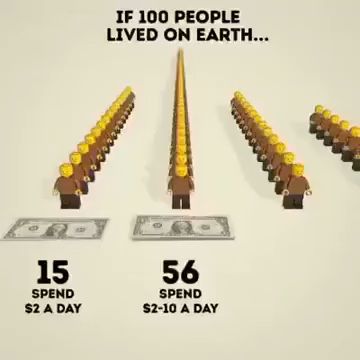 IF 100 PEOPLE
LIVED ON EARTH...
15
SPEND
$2 A DAY
56
SPEND
$2-10 A DAY